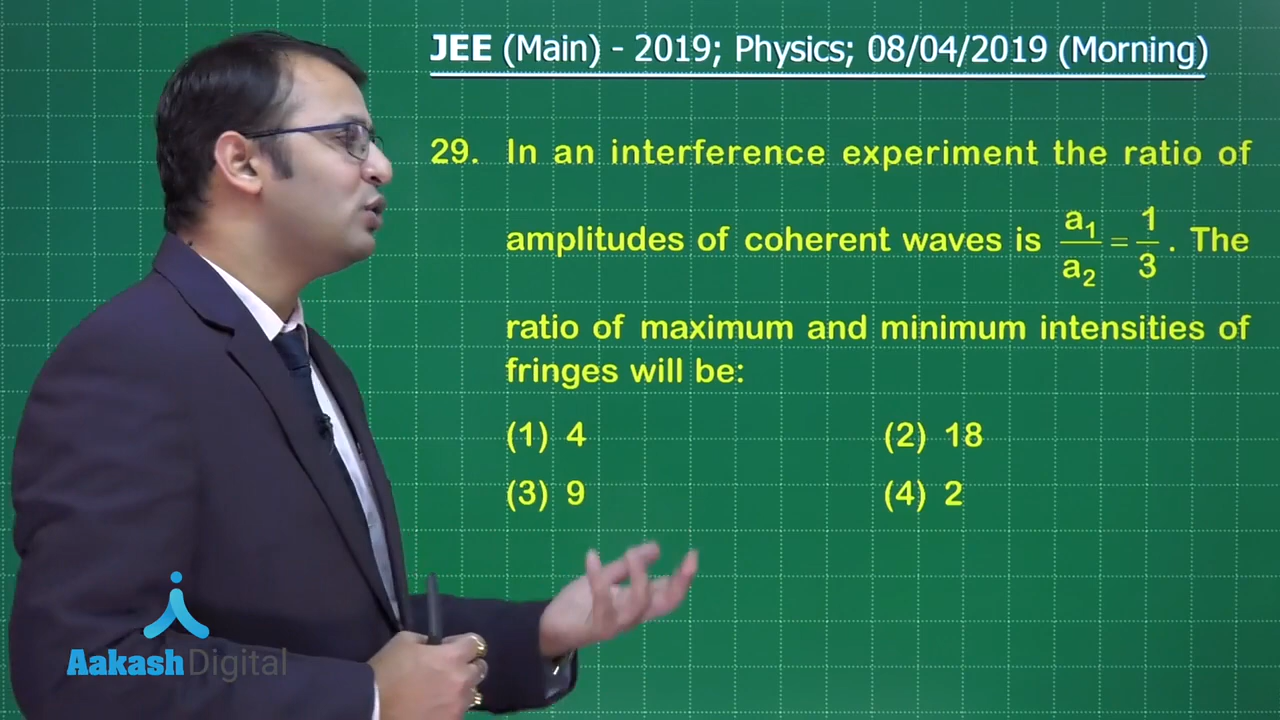 JEE (Main) - 2019; Physics; 08/04/2019 (Morning)
29. In an interference experiment the ratio of
amplitudes of coherent waves is a₁/a₂ = 1/3. The
ratio of maximum and minimum intensities of
fringes will be:
(1) 4 (2) 18
(3) 9 (4) 2
Aakash Digital